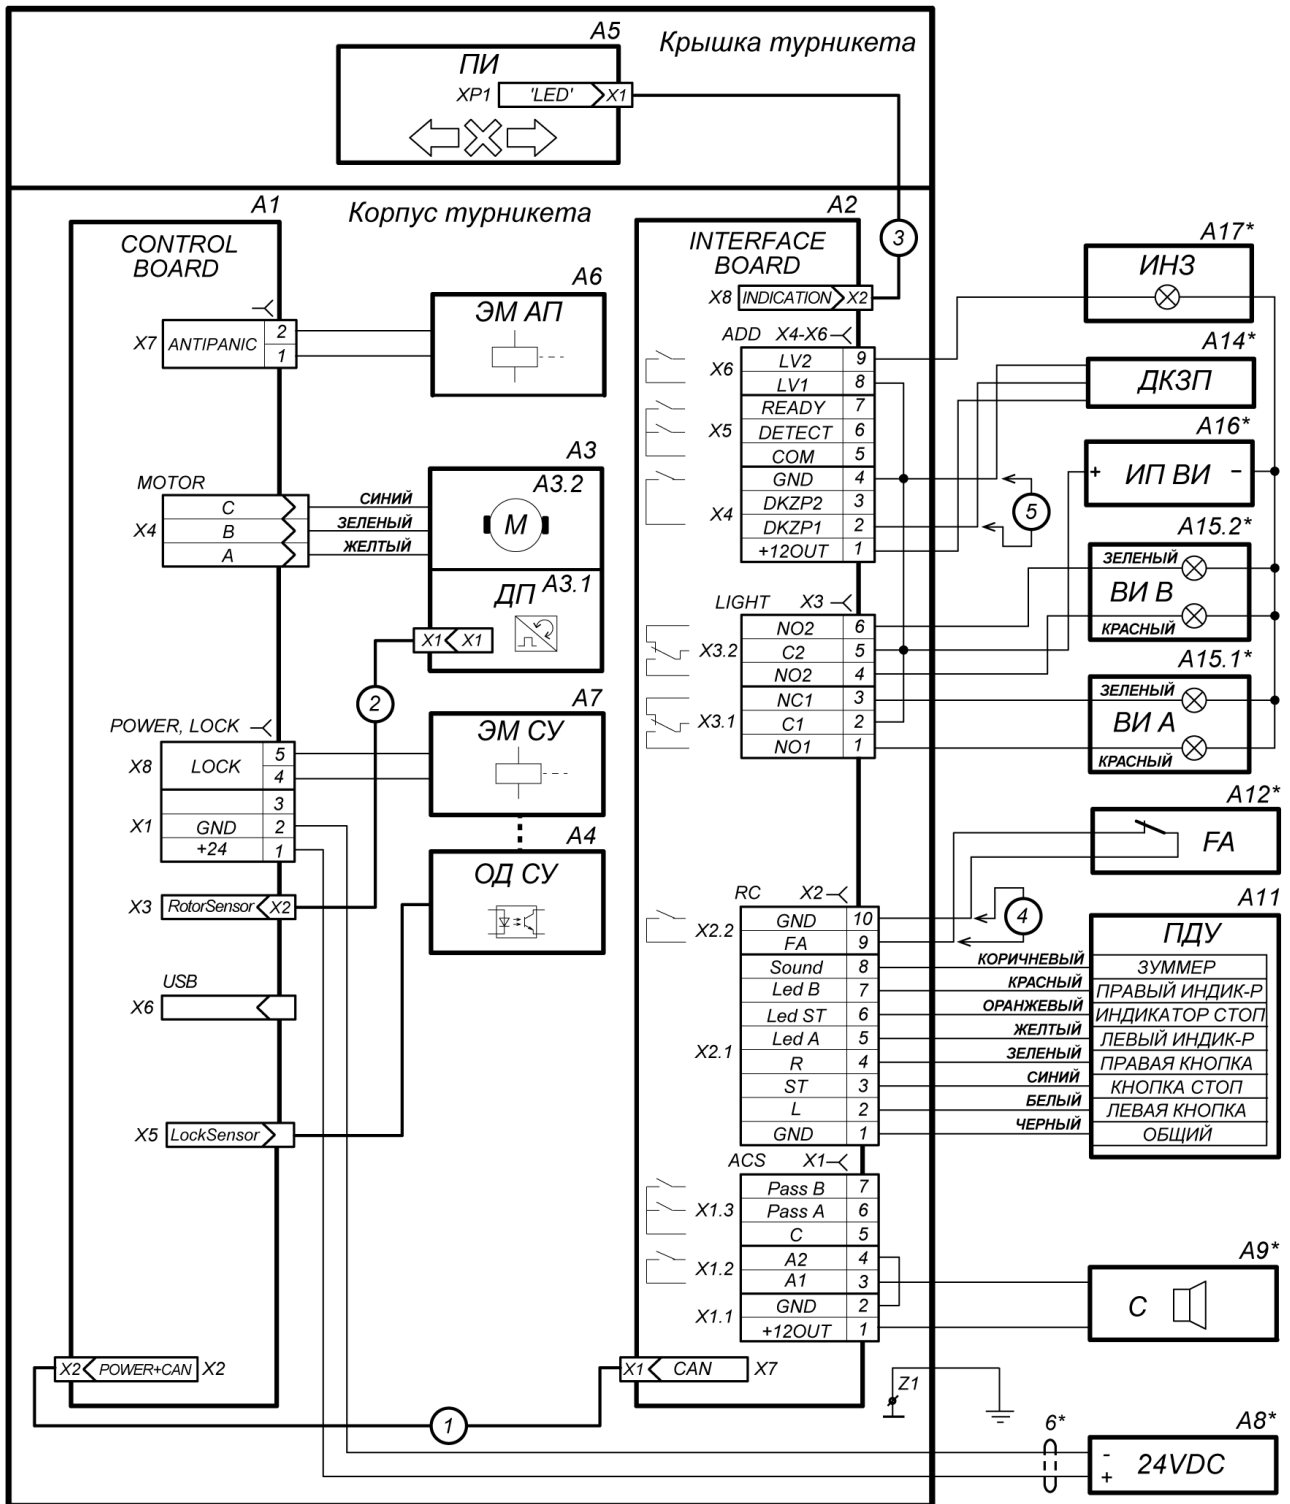 A5
Крышка турникета
ПИ
XP1 'LED' X1
A1
Корпус турникета
A2
3
CONTROL
BOARD
INTERFACE
BOARD
X8 INDICATION X2
A6
ЭМ АП
X7 ANTIPANIC 2
1
A3
A3.2
M
MOTOR
X4
C СИНИЙ
B ЗЕЛЕНЫЙ
A ЖЕЛТЫЙ
ДП A3.1
X1 X1
2
A7
ЭМ СУ
POWER, LOCK
X8 LOCK 5
4
3
X1 GND 2
+24 1
A4
ОД СУ
X3 RotorSensor X2
USB
X6
X5 LockSensor
X2 POWER+CAN X2
1
ADD X4-X6
X6
LV2 9
LV1 8
X5
READY 7
DETECT 6
COM 5
X4
GND 4
DKZP2 3
DKZP1 2
+12OUT 1
5
LIGHT X3
X3.2
NO2 6
C2 5
NO2 4
X3.1
NC1 3
C1 2
NO1 1
RC X2
X2.2
GND 10
FA 9
4
X2.1
Sound 8 КОРИЧНЕВЫЙ
Led B 7 КРАСНЫЙ
Led ST 6 ОРАНЖЕВЫЙ
Led A 5 ЖЕЛТЫЙ
R 4 ЗЕЛЕНЫЙ
ST 3 СИНИЙ
L 2 БЕЛЫЙ
GND 1 ЧЕРНЫЙ
ACS X1
X1.3
Pass B 7
Pass A 6
C 5
X1.2
A2 4
A1 3
X1.1
GND 2
+12OUT 1
X1 CAN X7
Z1
A17*
ИНЗ
A14*
ДКЗП
A16*
+ ИП ВИ -
A15.2*
ЗЕЛЕНЫЙ
ВИ В
КРАСНЫЙ
A15.1*
ЗЕЛЕНЫЙ
ВИ А
КРАСНЫЙ
A12*
FA
A11
ПДУ
ЗУММЕР
ПРАВЫЙ ИНДИК-Р
ИНДИКАТОР СТОП
ЛЕВЫЙ ИНДИК-Р
ПРАВАЯ КНОПКА
КНОПКА СТОП
ЛЕВАЯ КНОПКА
ОБЩИЙ
A9*
С
6*
A8*
- 24VDC
+